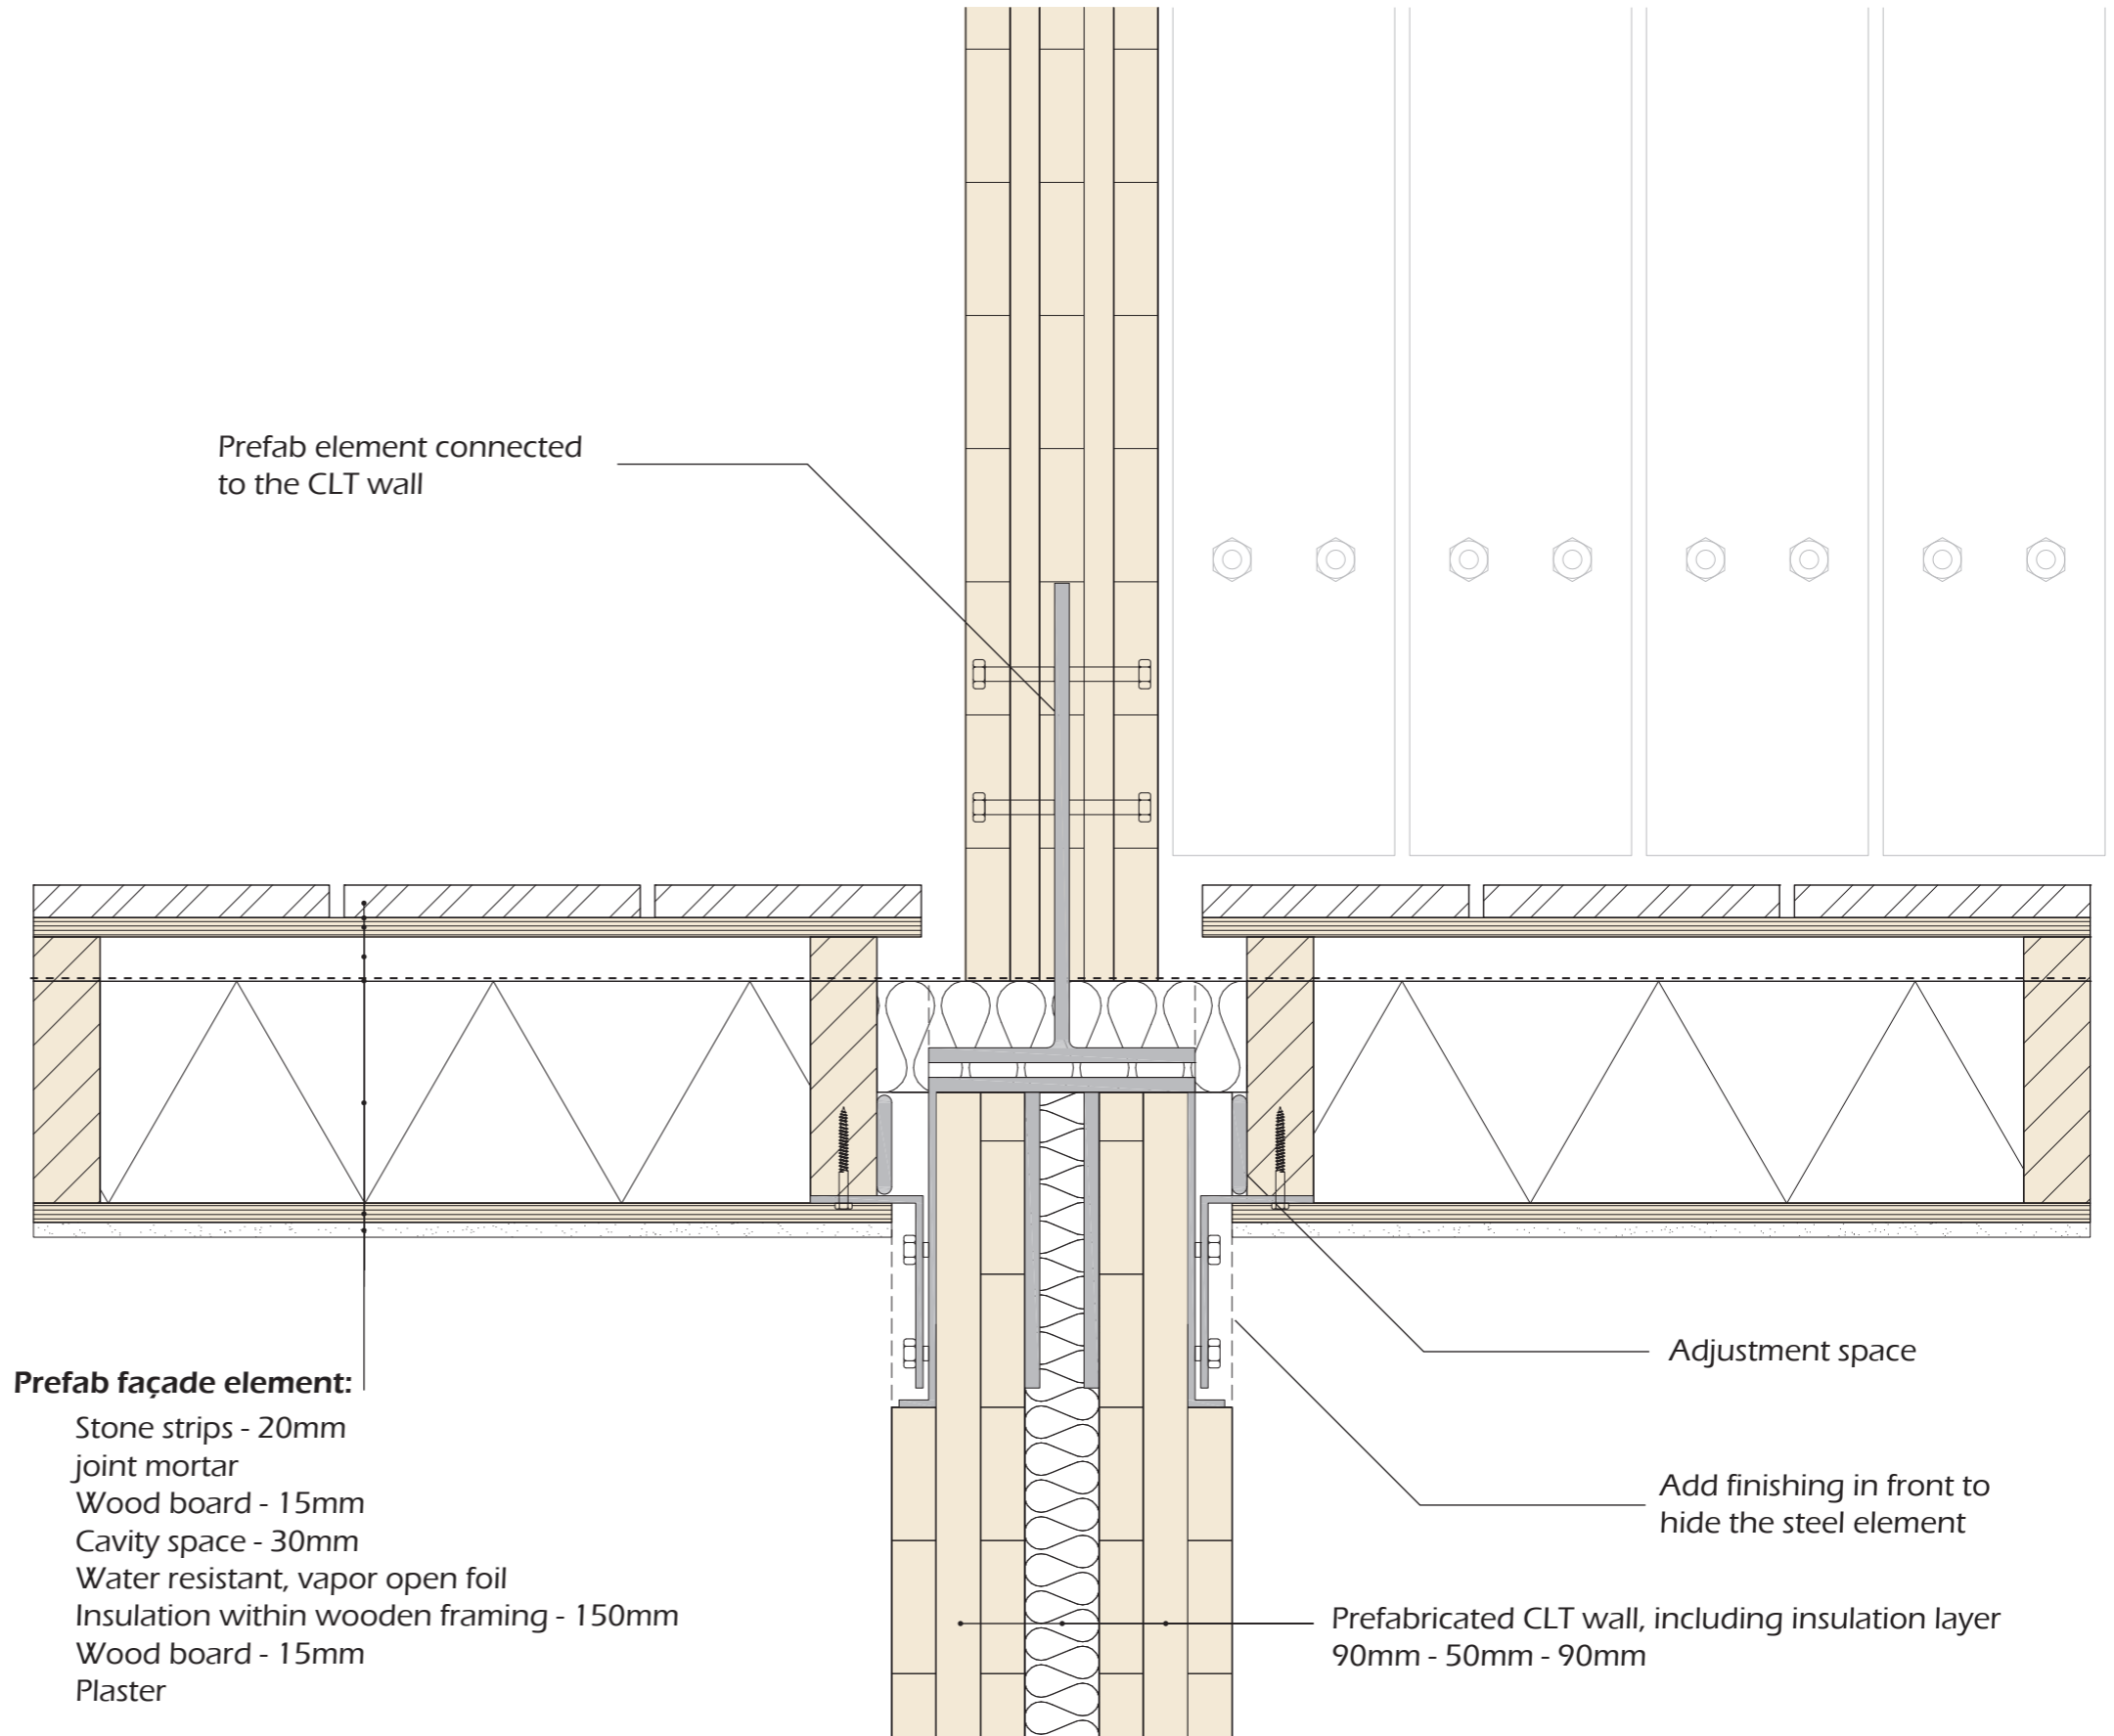 Prefab element connected
to the CLT wall
Prefab façade element:
Stone strips - 20mm
joint mortar
Wood board - 15mm
Cavity space - 30mm
Water resistant, vapor open foil
Insulation within wooden framing - 150mm
Wood board - 15mm
Plaster
Adjustment space
Add finishing in front to
hide the steel element
Prefabricated CLT wall, including insulation layer
90mm - 50mm - 90mm